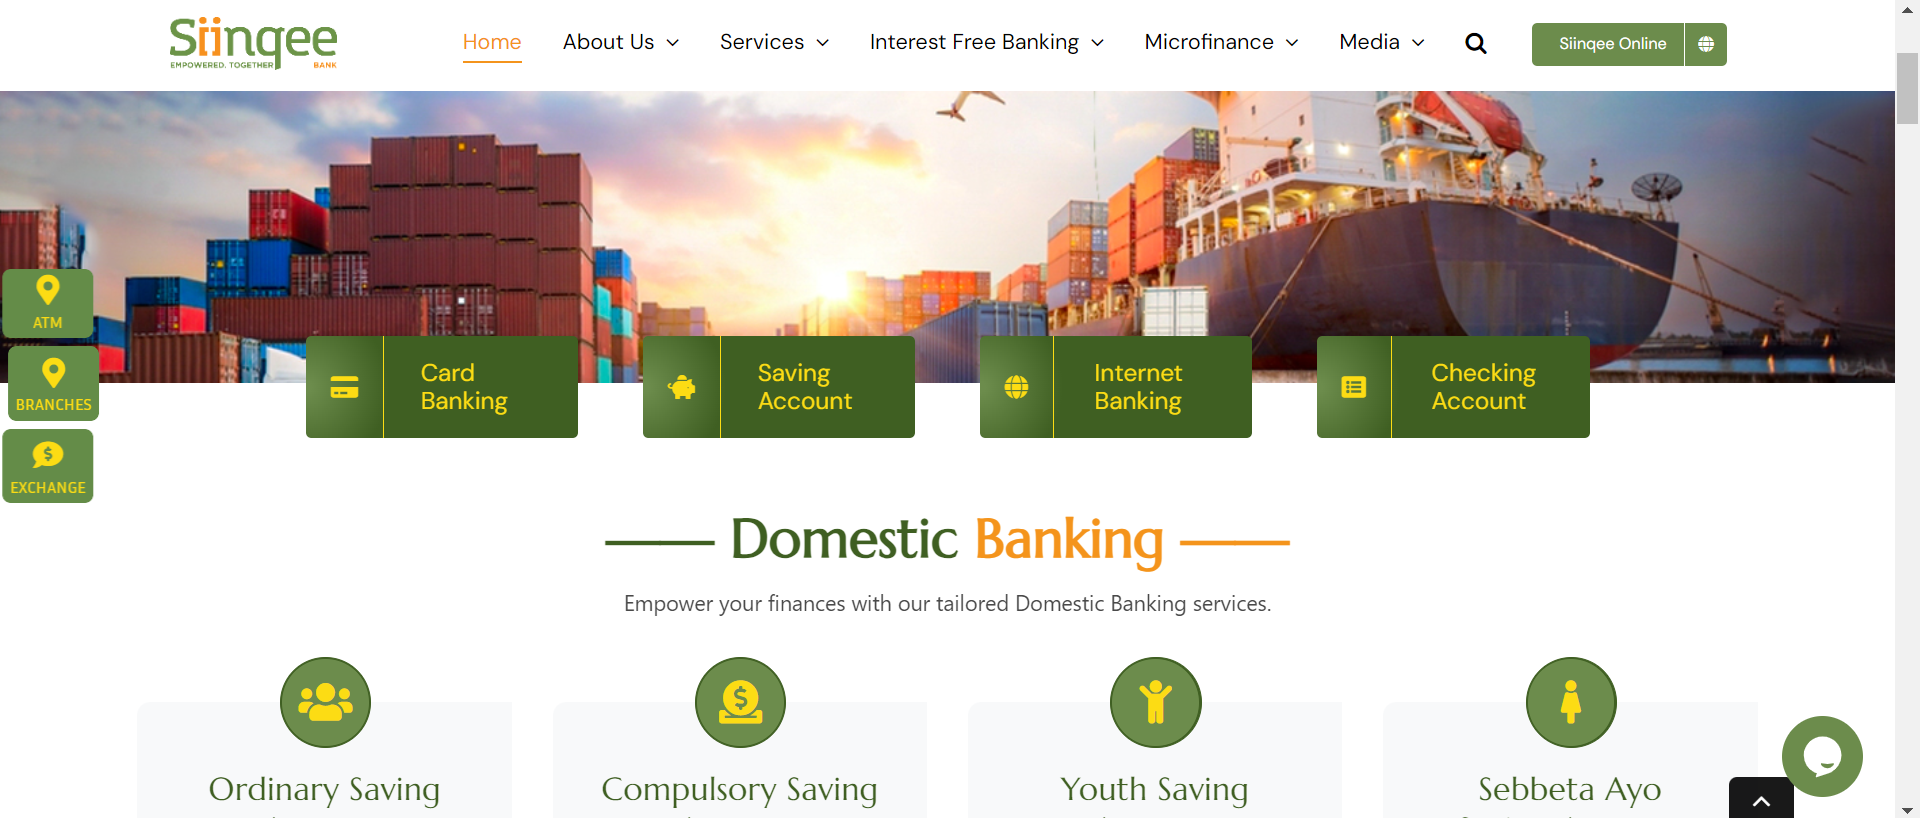 Siinqee
EMPOWERED. TOGETHER BANK
Home About Us Services Interest Free Banking Microfinance Media Siinqee Online
ATM
BRANCHES
EXCHANGE
Card
Banking
Saving
Account
Internet
Banking
Checking
Account
Domestic Banking
Empower your finances with our tailored Domestic Banking services.
Ordinary Saving
Compulsory Saving
Youth Saving
Sebbeta Ayo